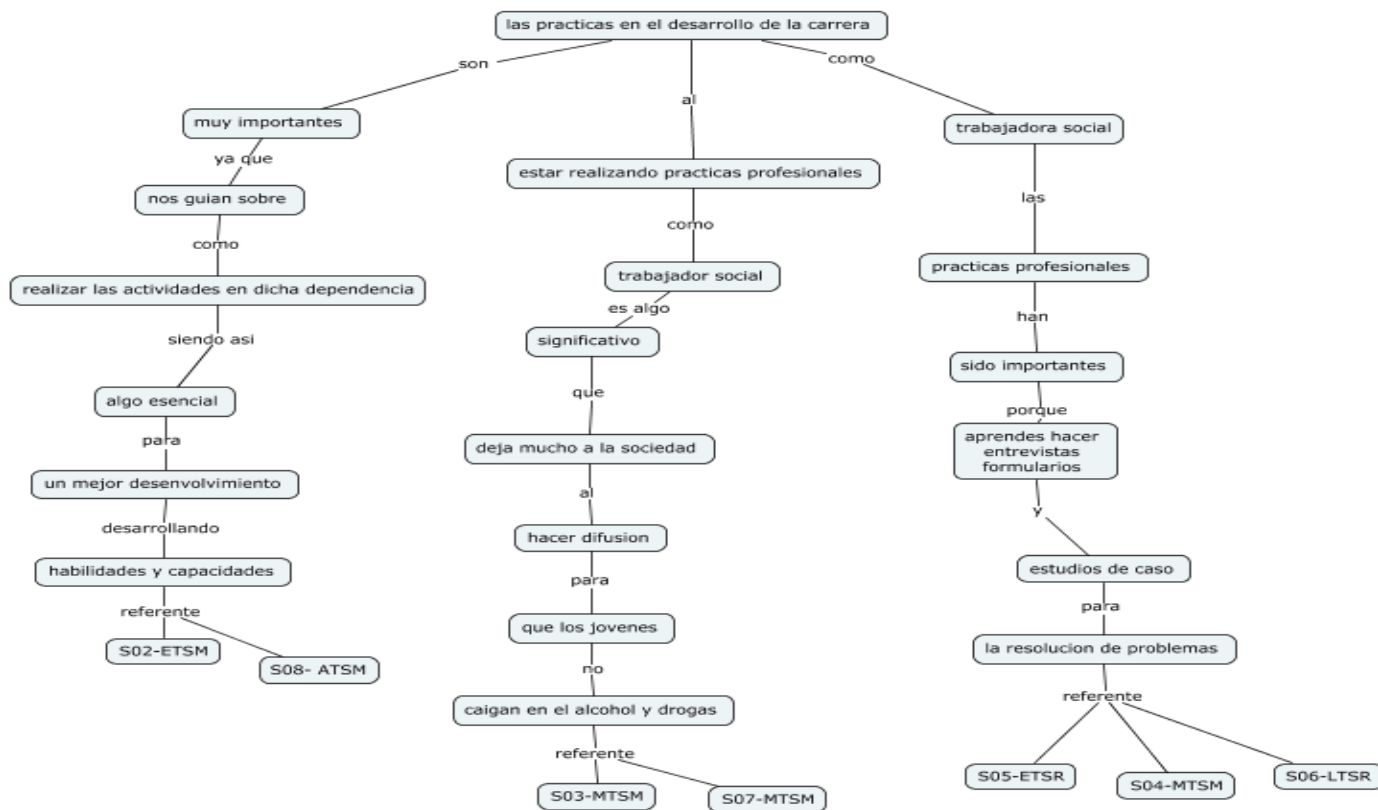 las practicas en el desarrollo de la carrera
son
al
como
muy importantes
trabajadora social
ya que
estar realizando practicas profesionales
nos guian sobre
las
como
como
trabajador social
practicas profesionales
realizar las actividades en dicha dependencia
es algo
han
siendo asi
significativo
sido importantes
algo esencial
que
porque
para
deja mucho a la sociedad
aprendes hacer
entrevistas
formularios
un mejor desenvolvimiento
al
y
desarrollando
hacer difusion
habilidades y capacidades
para
estudios de caso
referente
que los jovenes
para
S02-ETSM
S08- ATSM
no
la resolucion de problemas
caigan en el alcohol y drogas
referente
referente
S03-MTSM
S07-MTSM
S05-ETSR
S04-MTSM
S06-LTSR